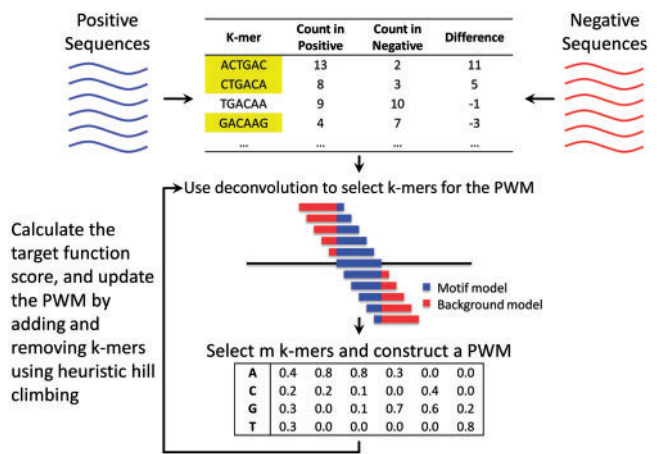 Positive
Sequences
Negative
Sequences
K-mer Count in Positive Count in Negative Difference
ACTGAC 13 2 11
CTGACA 8 3 5
TGACAA 9 10 -1
GACAAG 4 7 -3
... ... ... ...
Use deconvolution to select k-mers for the PWM
Calculate the
target function
score, and update
the PWM by
adding and
removing k-mers
using heuristic hill
climbing
Motif model
Background model
Select m k-mers and construct a PWM
A 0.4 0.8 0.8 0.3 0.0 0.0
C 0.2 0.2 0.1 0.0 0.4 0.0
G 0.3 0.0 0.1 0.7 0.6 0.2
T 0.3 0.0 0.0 0.0 0.0 0.8